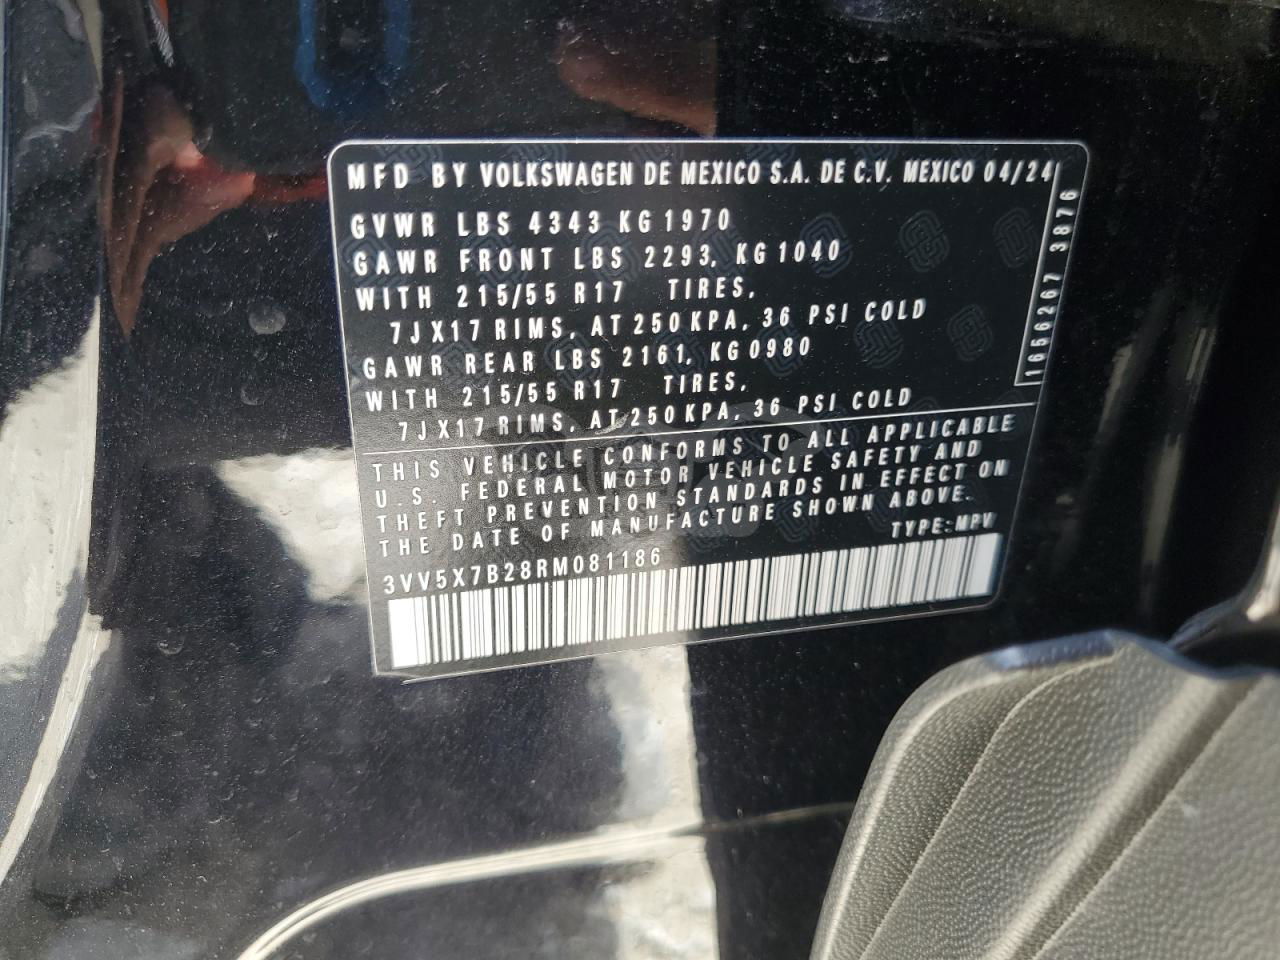 MFD BY VOLKSWAGEN DE MEXICO S.A. DE C.V. MEXICO 04/24
GVWR LBS 4343 KG 1970
GAWR FRONT LBS 2293, KG 1040
WITH 215/55 R17 TIRES,
7JX17 RIMS, AT 250 KPA, 36 PSI COLD
GAWR REAR LBS 2161, KG 0980
WITH 215/55 R17 TIRES,
7JX17 RIMS, AT 250 KPA, 36 PSI COLD
1656267 3876
THIS VEHICLE CONFORMS TO ALL APPLICABLE
U.S. FEDERAL MOTOR VEHICLE SAFETY AND
THEFT PREVENTION STANDARDS IN EFFECT ON
THE DATE OF MANUFACTURE SHOWN ABOVE.
TYPE: MPV
3VV5X7B28RM081186